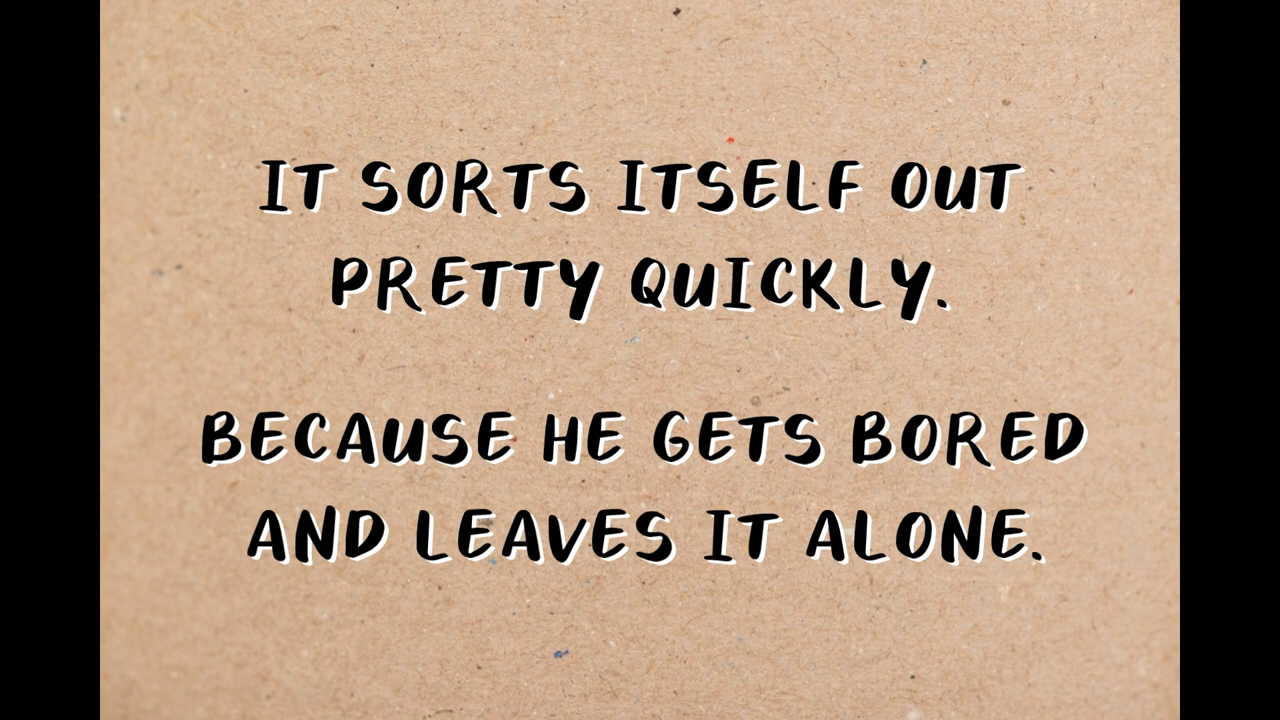 IT SORTS ITSELF OUT
PRETTY QUICKLY.
BECAUSE HE GETS BORED
AND LEAVES IT ALONE.